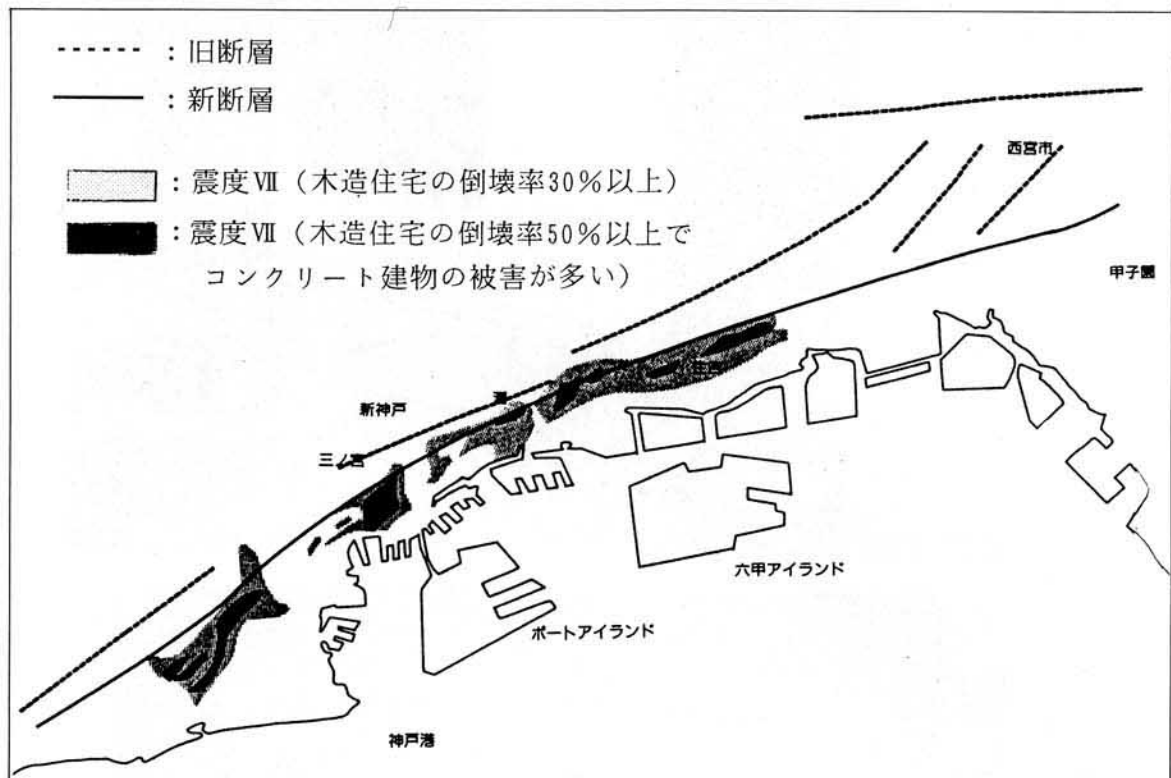 ：旧断層
：新断層
：震度Ⅶ（木造住宅の倒壊率30％以上）
：震度Ⅶ（木造住宅の倒壊率50％以上で
コンクリート建物の被害が多い）
西宮市
甲子園
新神戸
三ノ宮
六甲アイランド
ポートアイランド
神戸港